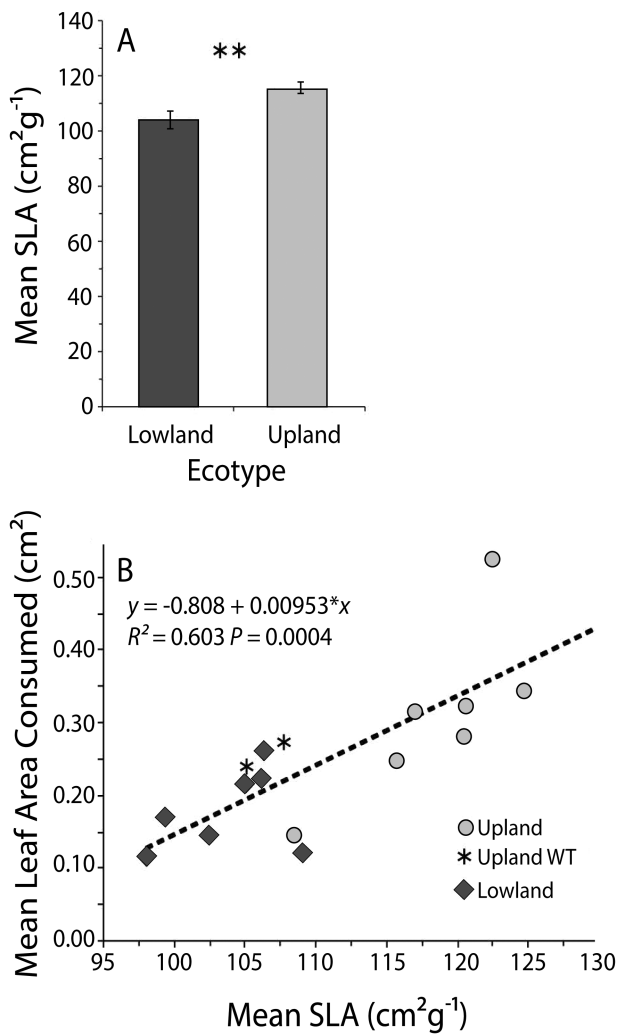 140
120
100
80
60
40
20
0
Mean SLA (cm²g⁻¹)
A
**
Lowland Upland
Ecotype
0.50
0.40
0.30
0.20
0.10
0.00
Mean Leaf Area Consumed (cm²)
B
y = -0.808 + 0.00953*x
R² = 0.603 P = 0.0004
Upland
Upland WT
Lowland
95 100 105 110 115 120 125 130
Mean SLA (cm²g⁻¹)